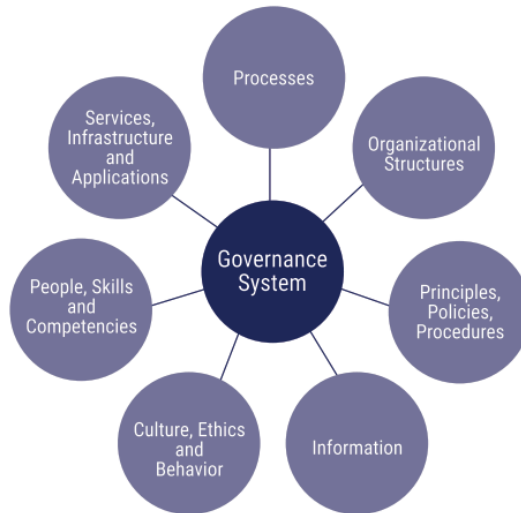 Processes
Services,
Infrastructure
and
Applications
Organizational
Structures
Governance
System
People, Skills
and
Competencies
Principles,
Policies,
Procedures
Culture, Ethics
and
Behavior
Information